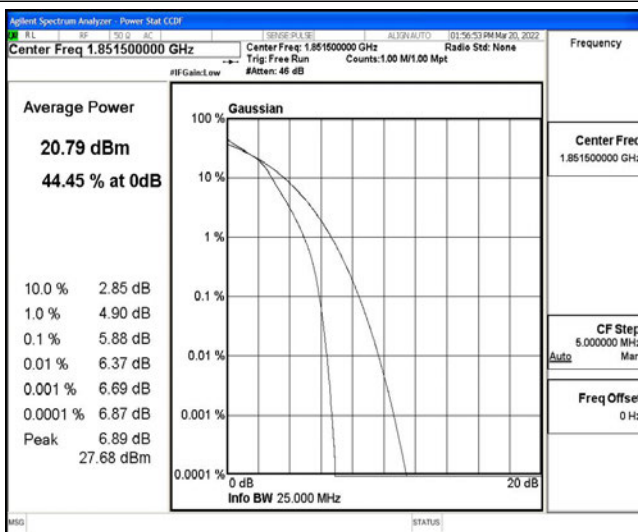 Agilent Spectrum Analyzer - Power Stat CCDF
RL RF 50 Ω AC SENSE:PULSE ALIGN AUTO 01:56:53 PM Mar 20, 2022
Center Freq 1.851500000 GHz
Center Freq: 1.851500000 GHz Radio Std: None
Trig: Free Run Counts:1.00 M/1.00 Mpt
#IFGain:Low #Atten: 46 dB
Frequency
Average Power
20.79 dBm
44.45 % at 0dB
10.0 % 2.85 dB
1.0 % 4.90 dB
0.1 % 5.88 dB
0.01 % 6.37 dB
0.001 % 6.69 dB
0.0001 % 6.87 dB
Peak 6.89 dB
27.68 dBm
Gaussian
100 %
10 %
1 %
0.1 %
0.01 %
0.001 %
0.0001 %
0 dB 20 dB
Info BW 25.000 MHz
Center Freq
1.851500000 GHz
CF Step
5.000000 MHz
Auto Man
Freq Offset
0 Hz
MSG STATUS